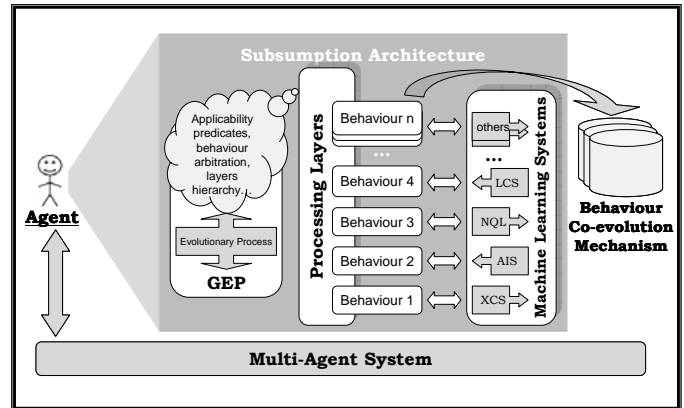 Subsumption Architecture
Applicability
predicates,
behaviour
arbitration,
layers
hierarchy...
Evolutionary Process
GEP
Processing Layers
Behaviour n
...
Behaviour 4
Behaviour 3
Behaviour 2
Behaviour 1
others
...
LCS
NQL
AIS
XCS
Machine Learning Systems
Behaviour
Co-evolution
Mechanism
Agent
Multi-Agent System